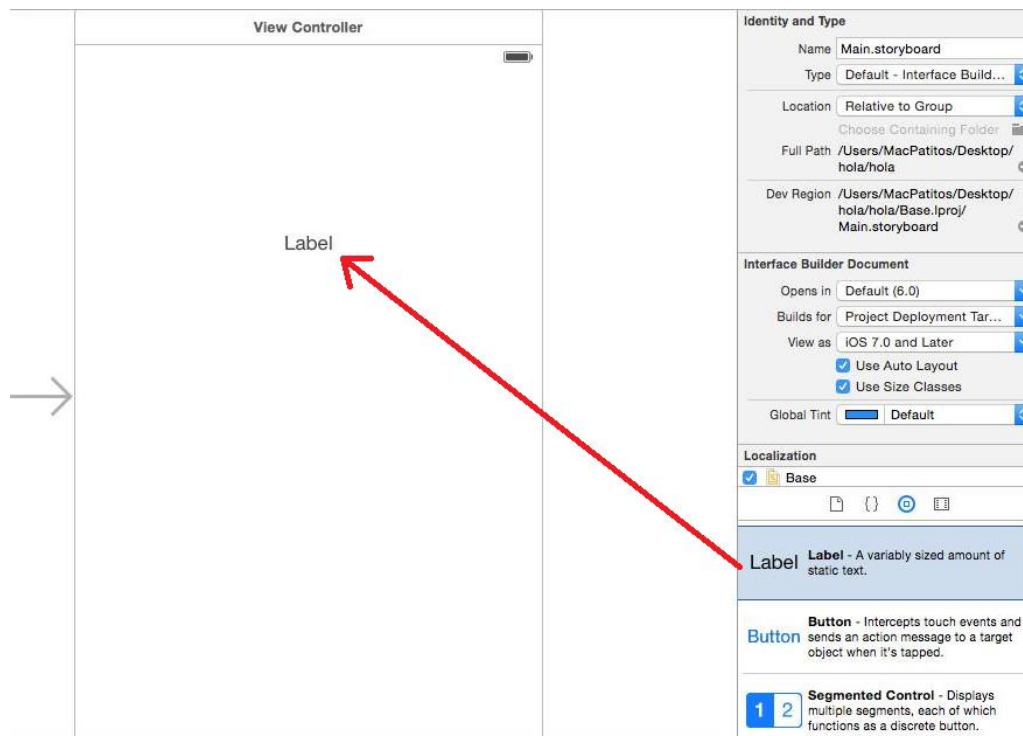 View Controller
Label
Identity and Type
Name Main.storyboard
Type Default - Interface Build...
Location Relative to Group
Choose Containing Folder
Full Path /Users/MacPatitos/Desktop/
hola/hola
Dev Region /Users/MacPatitos/Desktop/
hola/hola/Base.lproj/
Main.storyboard
Interface Builder Document
Opens in Default (6.0)
Builds for Project Deployment Tar...
View as iOS 7.0 and Later
Use Auto Layout
Use Size Classes
Global Tint Default
Localization
Base
{}
Label
Label - A variably sized amount of
static text.
Button
Button - Intercepts touch events and
sends an action message to a target
object when it's tapped.
1 2
Segmented Control - Displays
multiple segments, each of which
functions as a discrete button.